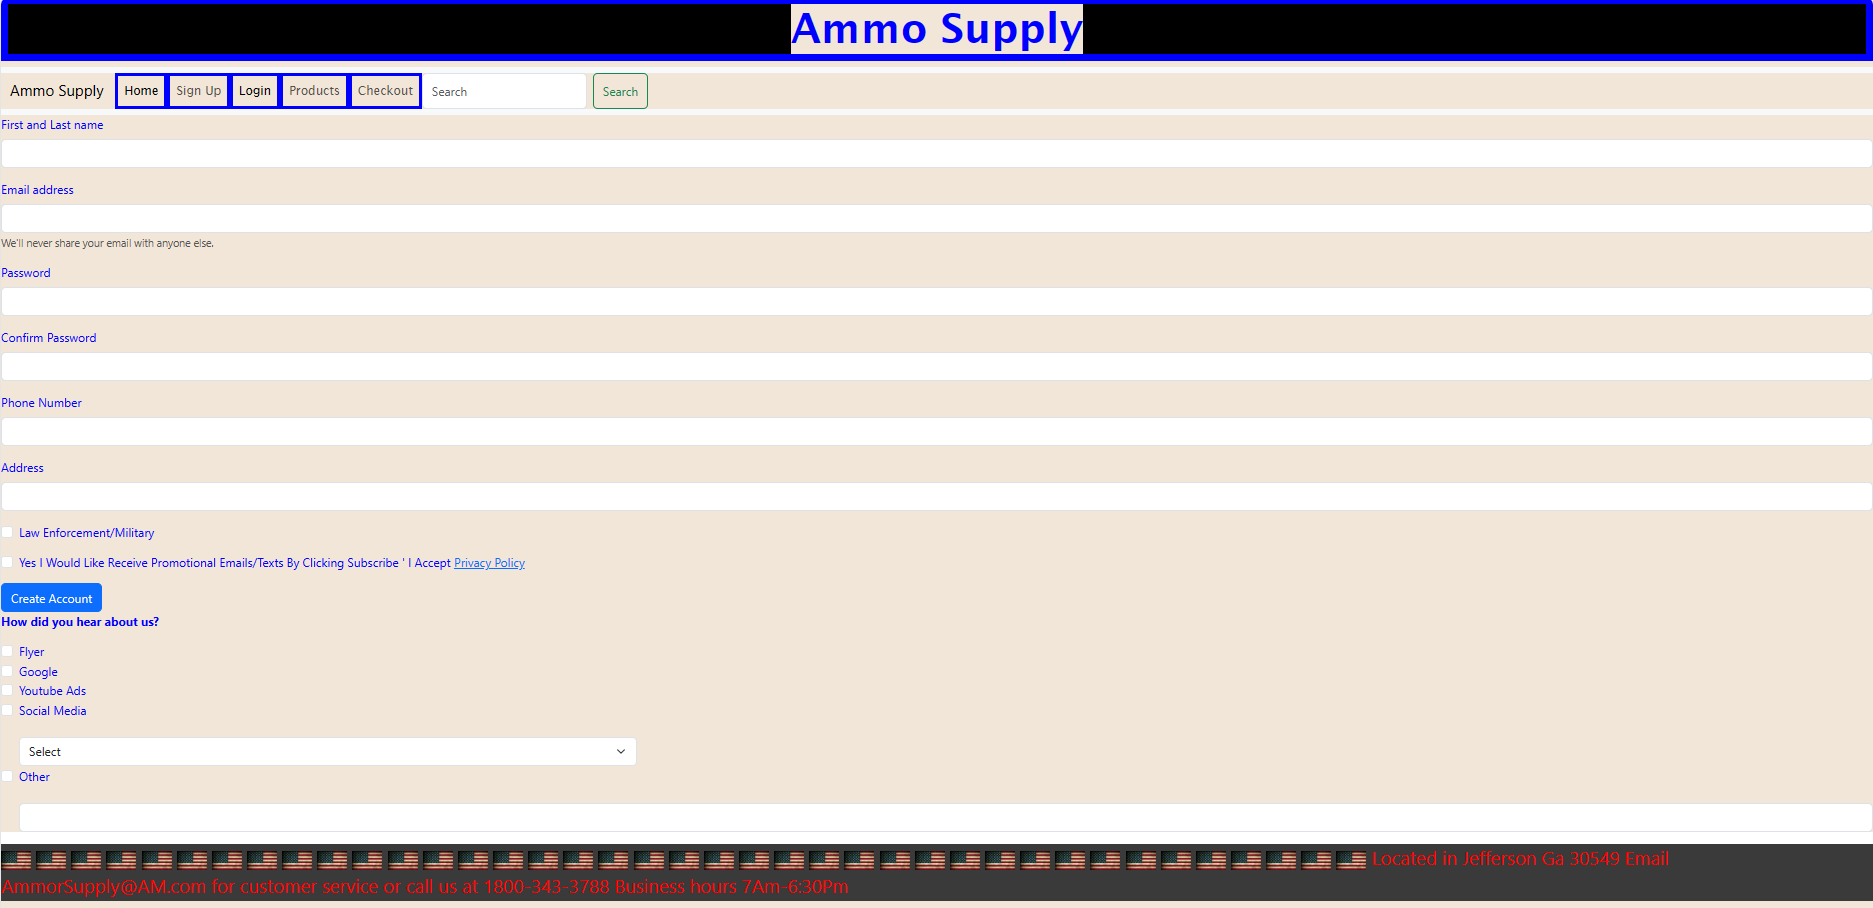 Ammo Supply
Ammo Supply Home Sign Up Login Products Checkout Search Search
First and Last name
Email address
We'll never share your email with anyone else.
Password
Confirm Password
Phone Number
Address
Law Enforcement/Military
Yes I Would Like Receive Promotional Emails/Texts By Clicking Subscribe ' I Accept Privacy Policy
Create Account
How did you hear about us?
Flyer
Google
Youtube Ads
Social Media
Select
Other
Located in Jefferson Ga 30549 Email
AmmorSupply@AM.com for customer service or call us at 1800-343-3788 Business hours 7Am-6:30Pm